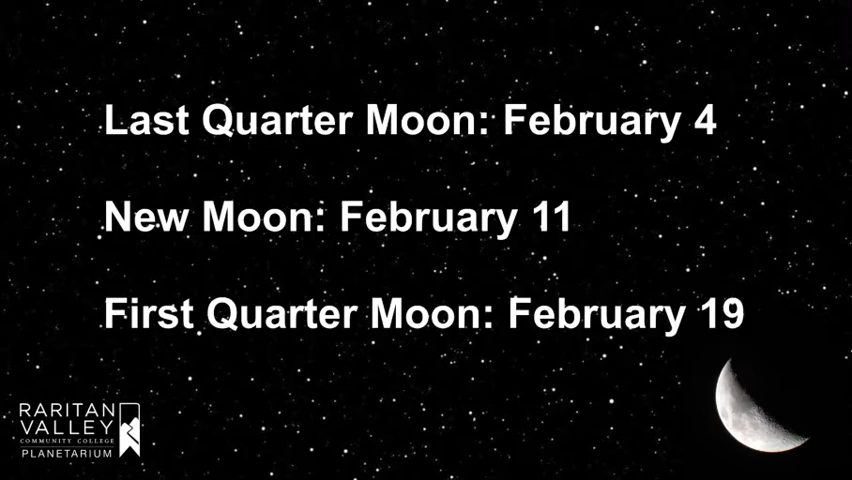 Last Quarter Moon: February 4
New Moon: February 11
First Quarter Moon: February 19
RARITAN
VALLEY
COMMUNITY COLLEGE
PLANETARIUM